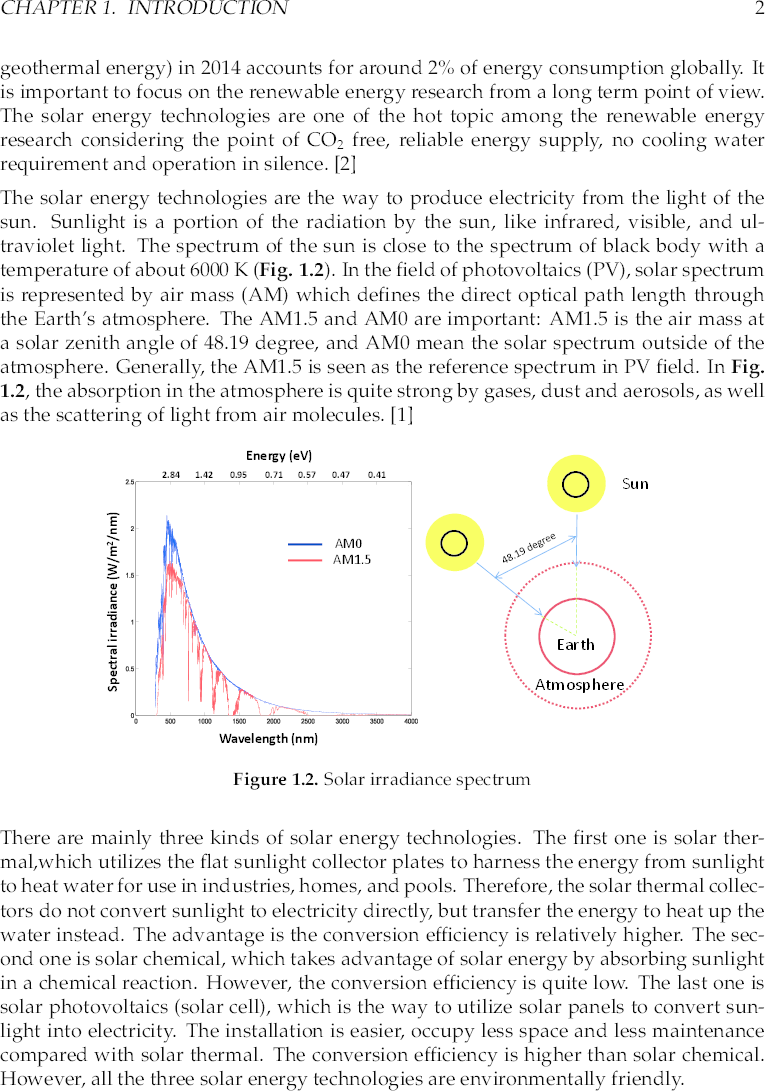 CHAPTER 1. INTRODUCTION 2
geothermal energy) in 2014 accounts for around 2% of energy consumption globally. It
is important to focus on the renewable energy research from a long term point of view.
The solar energy technologies are one of the hot topic among the renewable energy
research considering the point of CO₂ free, reliable energy supply, no cooling water
requirement and operation in silence. [2]
The solar energy technologies are the way to produce electricity from the light of the
sun. Sunlight is a portion of the radiation by the sun, like infrared, visible, and ul-
traviolet light. The spectrum of the sun is close to the spectrum of black body with a
temperature of about 6000 K (Fig. 1.2). In the field of photovoltaics (PV), solar spectrum
is represented by air mass (AM) which defines the direct optical path length through
the Earth's atmosphere. The AM1.5 and AM0 are important: AM1.5 is the air mass at
a solar zenith angle of 48.19 degree, and AM0 mean the solar spectrum outside of the
atmosphere. Generally, the AM1.5 is seen as the reference spectrum in PV field. In Fig.
1.2, the absorption in the atmosphere is quite strong by gases, dust and aerosols, as well
as the scattering of light from air molecules. [1]
Energy (eV)
2.84 1.42 0.95 0.71 0.57 0.47 0.41
2.5
2
1.5
1
0.5
0
Spectral irradiance (W/m²/nm)
AM0
AM1.5
0 500 1000 1500 2000 2500 3000 3500 4000
Wavelength (nm)
Sun
48.19 degree
Earth
Atmosphere
Figure 1.2. Solar irradiance spectrum
There are mainly three kinds of solar energy technologies. The first one is solar ther-
mal,which utilizes the flat sunlight collector plates to harness the energy from sunlight
to heat water for use in industries, homes, and pools. Therefore, the solar thermal collec-
tors do not convert sunlight to electricity directly, but transfer the energy to heat up the
water instead. The advantage is the conversion efficiency is relatively higher. The sec-
ond one is solar chemical, which takes advantage of solar energy by absorbing sunlight
in a chemical reaction. However, the conversion efficiency is quite low. The last one is
solar photovoltaics (solar cell), which is the way to utilize solar panels to convert sun-
light into electricity. The installation is easier, occupy less space and less maintenance
compared with solar thermal. The conversion efficiency is higher than solar chemical.
However, all the three solar energy technologies are environmentally friendly.